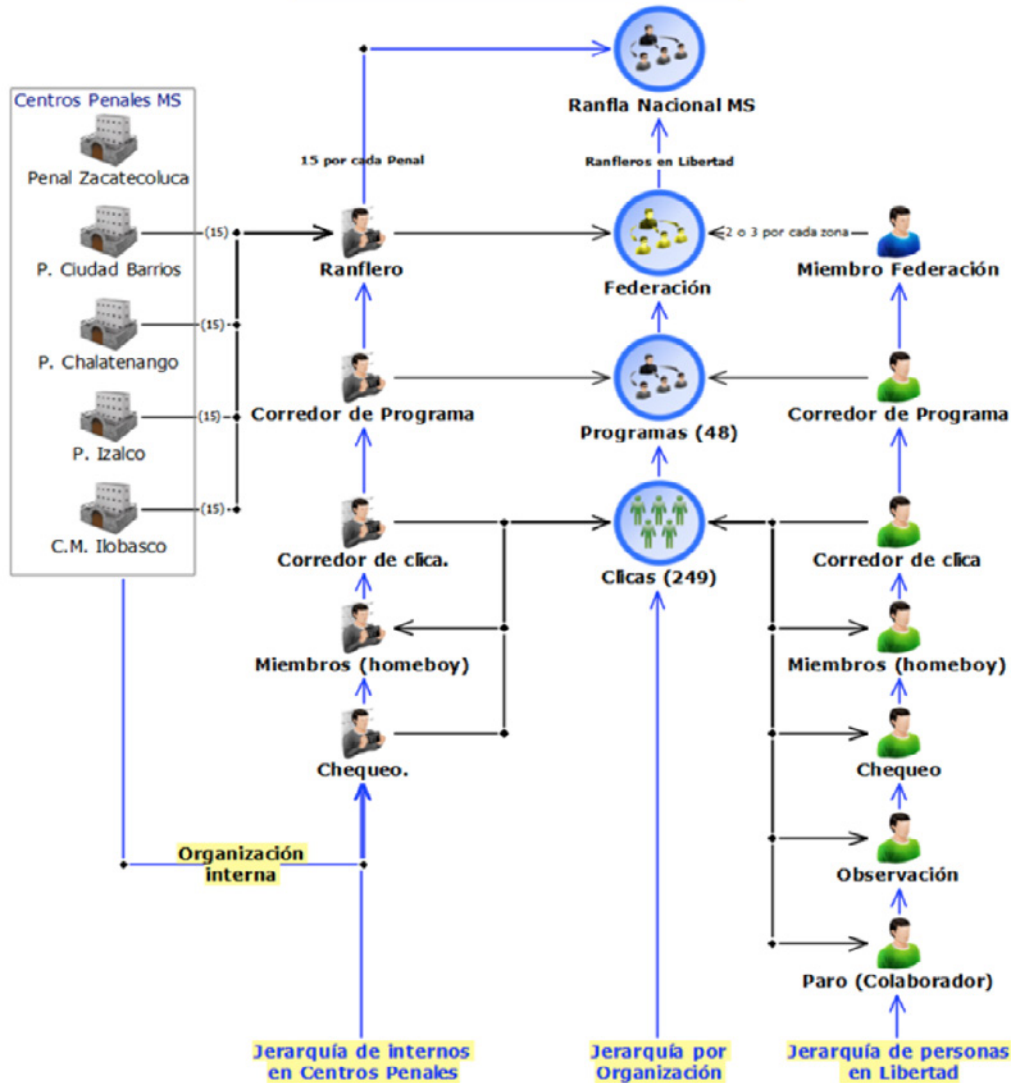 Ranfla Nacional MS
Centros Penales MS
Penal Zacatecoluca
15 por cada Penal
Ranfleros en Libertad
(15)
P. Ciudad Barrios
Ranflero
2 o 3 por cada zona
Miembro Federación
Federación
(15)
P. Chalatenango
Corredor de Programa
Corredor de Programa
Programas (48)
(15)
P. Izalco
(15)
C.M. Ilobasco
Corredor de clica.
Clicas (249)
Corredor de clica
Miembros (homeboy)
Miembros (homeboy)
Chequeo.
Chequeo
Organización
interna
Observación
Paro (Colaborador)
Jerarquía de internos
en Centros Penales
Jerarquía por
Organización
Jerarquía de personas
en Libertad